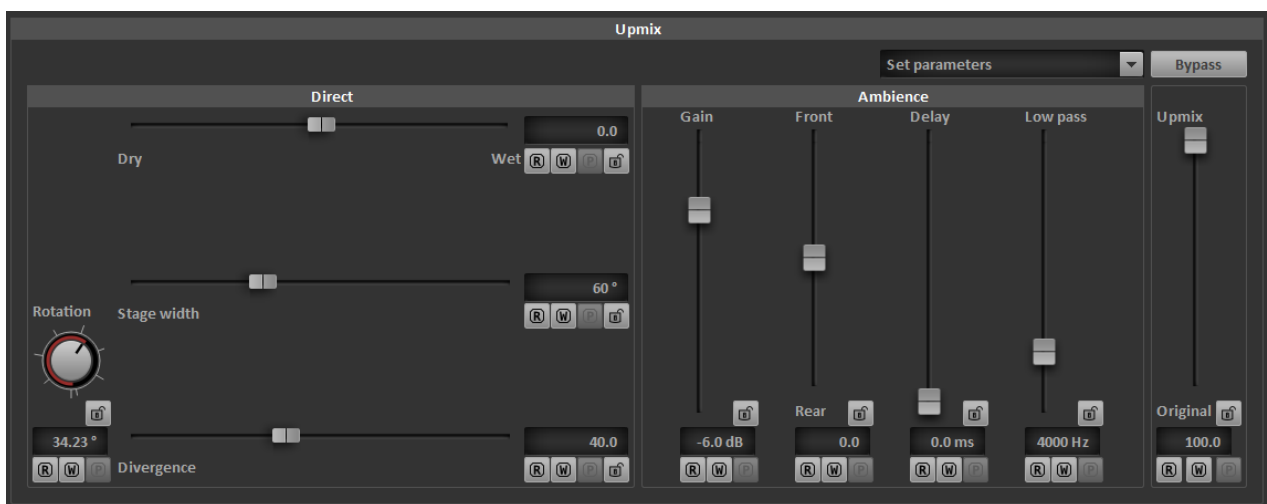 Upmix
Set parameters
Bypass
Direct
Ambience
Gain
Front
Delay
Low pass
Upmix
0.0
Dry
Wet
R W P
60 °
Rotation
Stage width
R W P
Rear
Original
34.23 °
40.0
-6.0 dB
0.0
0.0 ms
4000 Hz
100.0
R W P
Divergence
R W P
R W P
R W P
R W P
R W P
R W P